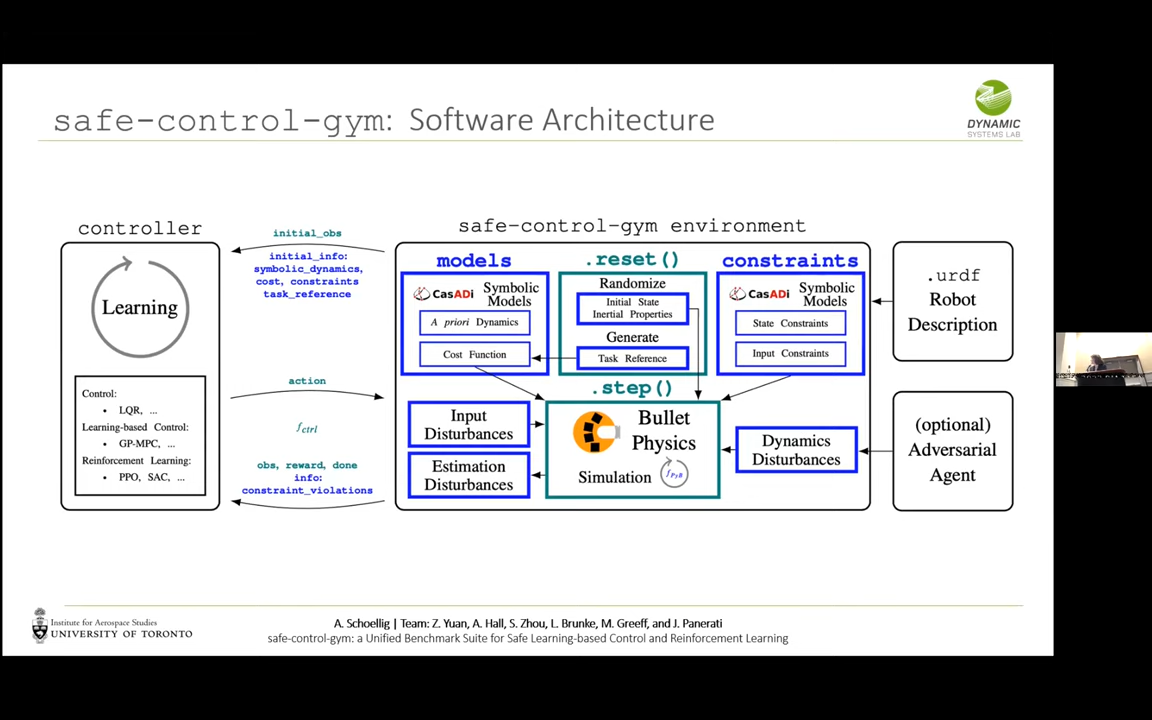 safe-control-gym: Software Architecture
DYNAMIC
SYSTEMS LAB
controller
Learning
Control:
• LQR, ...
Learning-based Control:
• GP-MPC, ...
Reinforcement Learning:
• PPO, SAC, ...
initial_obs
initial_info:
symbolic_dynamics,
cost, constraints
task_reference
action
fctrl
obs, reward, done
info:
constraint_violations
safe-control-gym environment
models
CasADi
Symbolic
Models
A priori Dynamics
Cost Function
.reset()
Randomize
Initial State
Inertial Properties
Generate
Task Reference
constraints
CasADi
Symbolic
Models
State Constraints
Input Constraints
.step()
Input
Disturbances
Estimation
Disturbances
Bullet
Physics
Simulation
fPyB
Dynamics
Disturbances
.urdf
Robot
Description
(optional)
Adversarial
Agent
Institute for Aerospace Studies
UNIVERSITY OF TORONTO
A. Schoellig | Team: Z. Yuan, A. Hall, S. Zhou, L. Brunke, M. Greeff, and J. Panerati
safe-control-gym: a Unified Benchmark Suite for Safe Learning-based Control and Reinforcement Learning